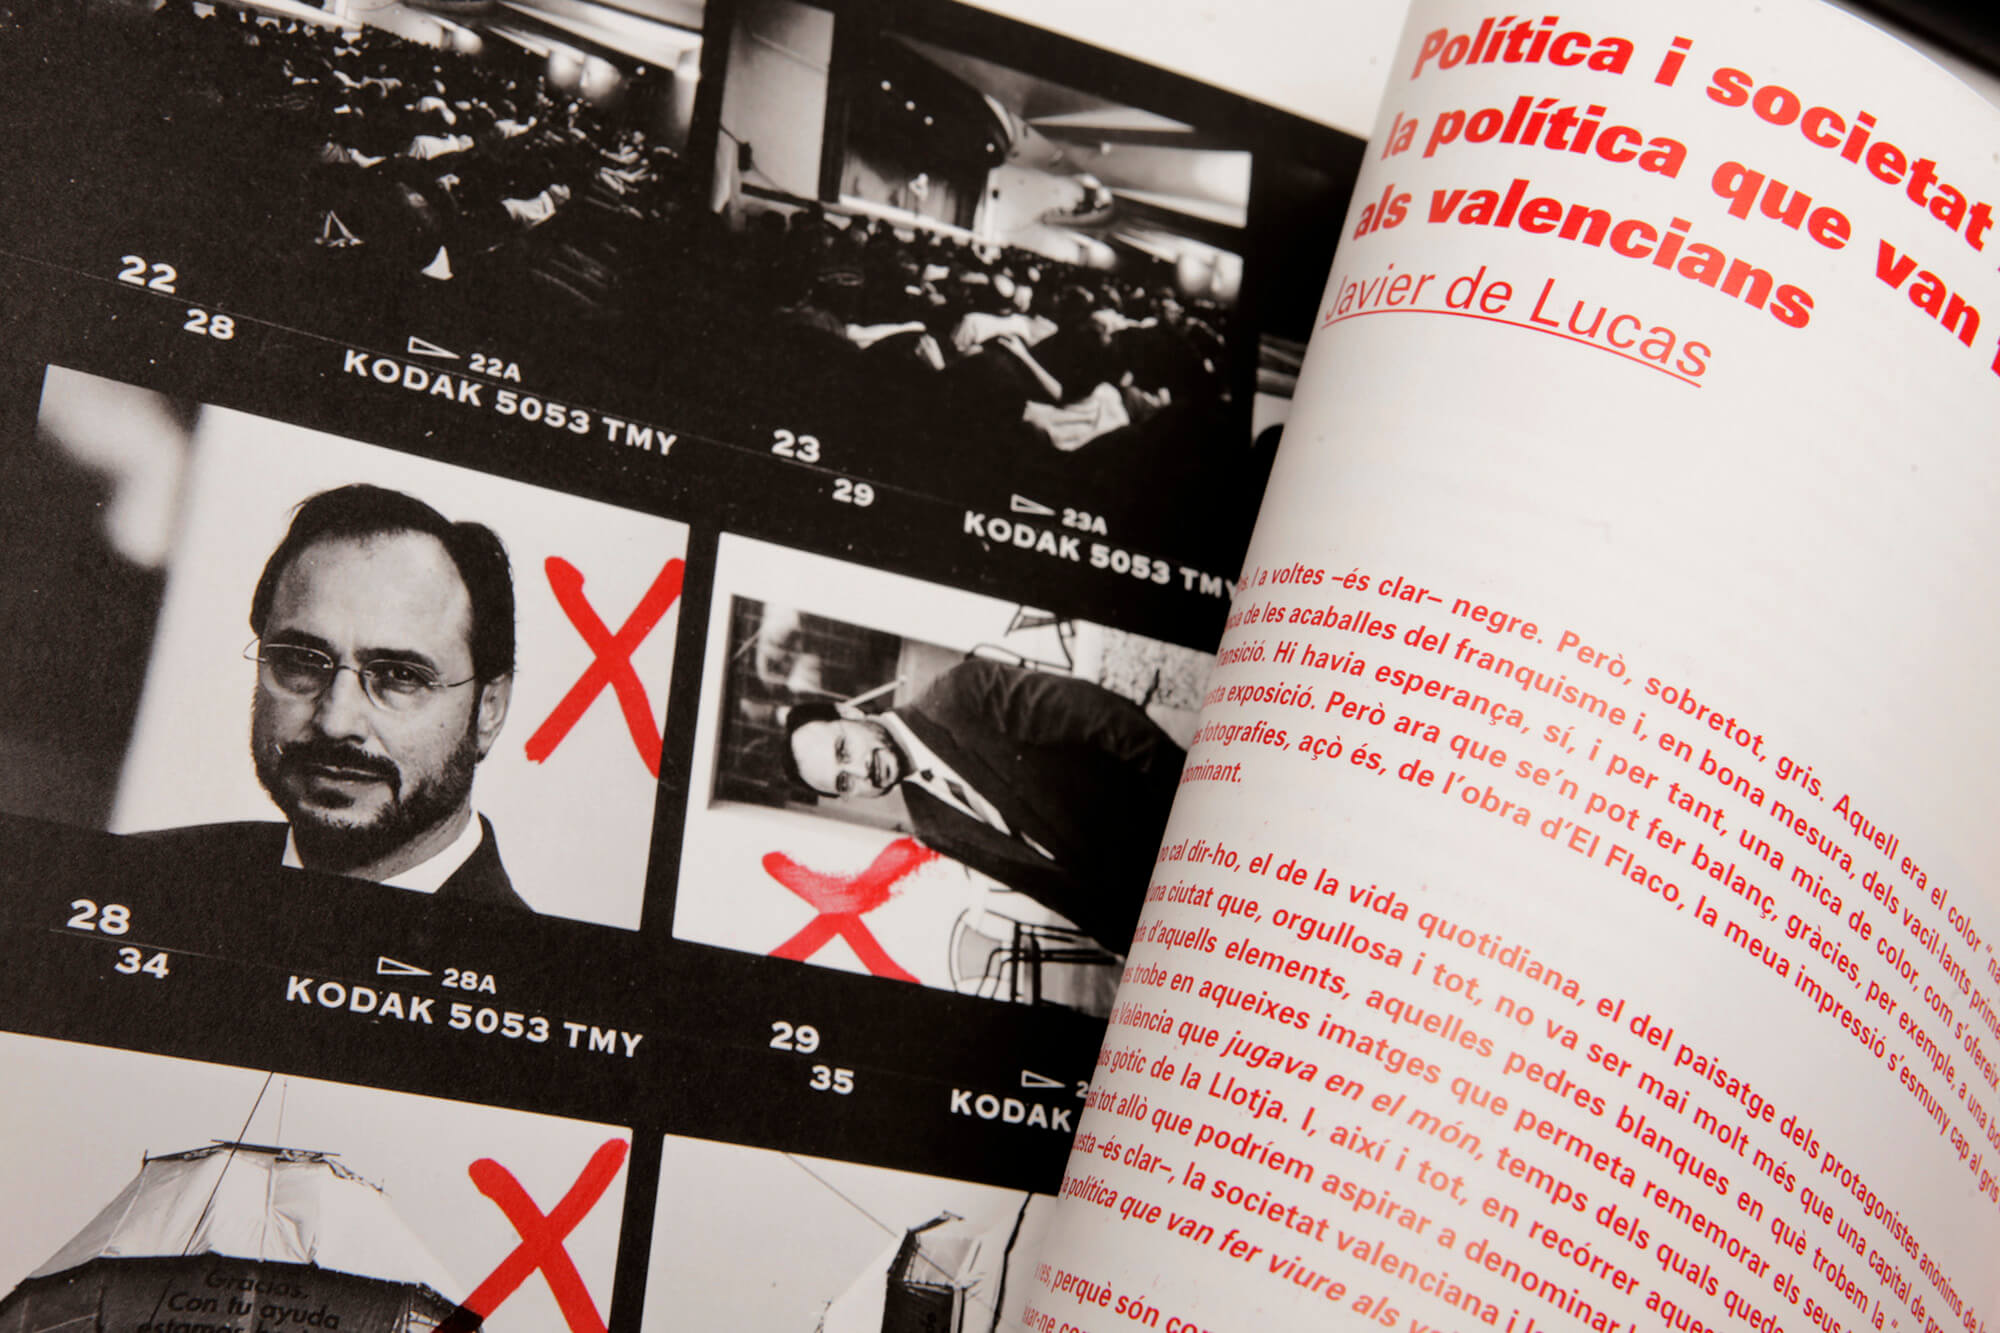 22
28
22A
KODAK 5053 TMY
23
29
23A
KODAK 5053 TMY
28
34
28A
KODAK 5053 TMY
29
35
KODAK
Gracias.
Con tu ayuda
estamos
Política i societat
la política que van
als valencians
Javier de Lucas
I a voltes –és clar– negre. Però, sobretot, gris. Aquell era el color
de les acaballes del franquisme i, en bona mesura, dels vacil·lants
Transició. Hi havia esperança, sí, i per tant, una mica de color, com s'ofereix
exposició. Però ara que se'n pot fer balanç, gràcies, per exemple, a una
fotografies, açò és, de l'obra d'El Flaco, la meua impressió s'esmuny cap al gris
dominant.
no cal dir-ho, el de la vida quotidiana, el del paisatge dels protagonistes anònims de
una ciutat que, orgullosa i tot, no va ser mai molt més que una capital de
d'aquells elements, aquelles pedres blanques en què trobem la
trobe en aqueixes imatges que permeta rememorar els seus
València que jugava en el món, temps dels quals
gòtic de la Llotja. I, així i tot, en recórrer
tot allò que podríem aspirar a denominar
–és clar–, la societat valenciana i
política que van fer viure als
perquè són